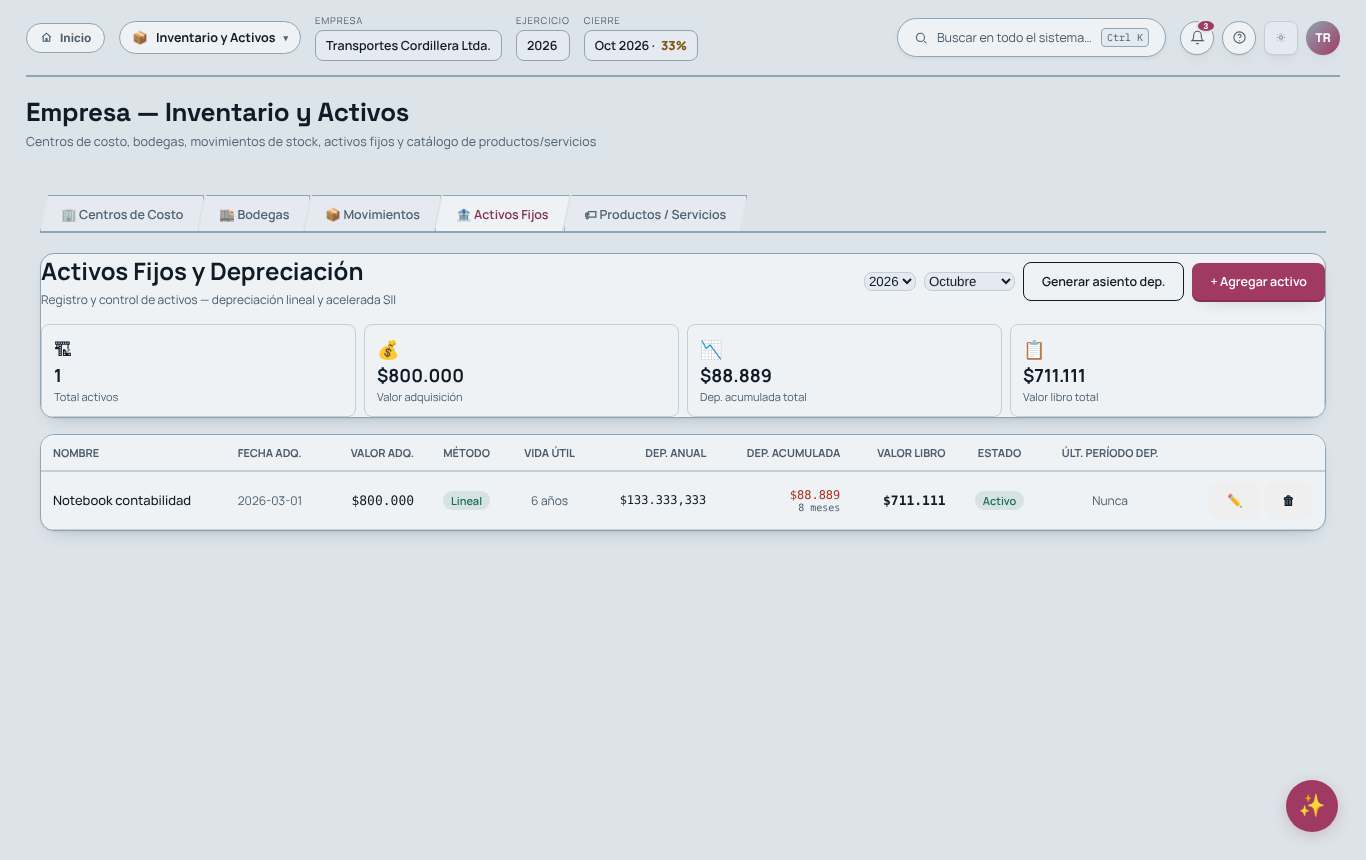 EMPRESA EJERCICIO CIERRE
Inicio Inventario y Activos ▾ Transportes Cordillera Ltda. 2026 Oct 2026 · 33% Buscar en todo el sistema... Ctrl K 3 TR
Empresa — Inventario y Activos
Centros de costo, bodegas, movimientos de stock, activos fijos y catálogo de productos/servicios
Centros de Costo Bodegas Movimientos Activos Fijos Productos / Servicios
Activos Fijos y Depreciación
Registro y control de activos — depreciación lineal y acelerada SII
2026 Octubre Generar asiento dep. + Agregar activo
1 $800.000 $88.889 $711.111
Total activos Valor adquisición Dep. acumulada total Valor libro total
NOMBRE FECHA ADQ. VALOR ADQ. MÉTODO VIDA ÚTIL DEP. ANUAL DEP. ACUMULADA VALOR LIBRO ESTADO ÚLT. PERÍODO DEP.
Notebook contabilidad 2026-03-01 $800.000 Lineal 6 años $133.333,333 $88.889 $711.111 Activo Nunca
8 meses